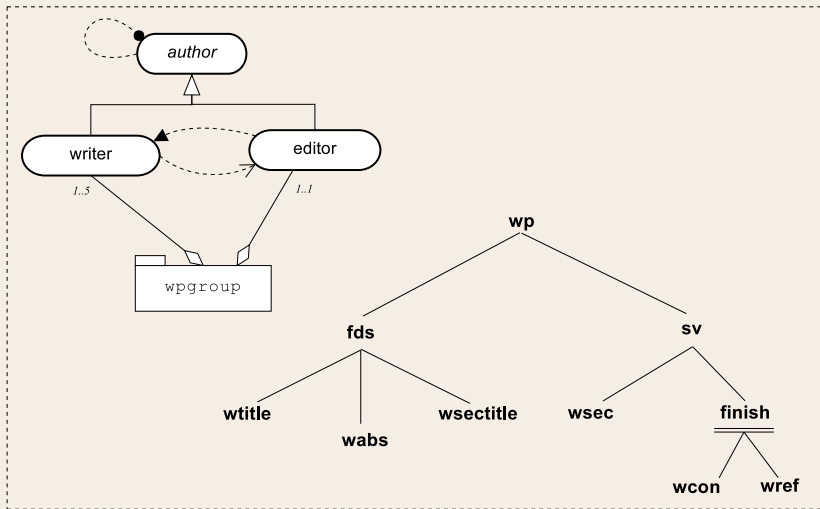 author
writer
editor
1..5
1..1
wpgroup
wp
fds
sv
wtitle
wabs
wsectitle
wsec
finish
wcon
wref